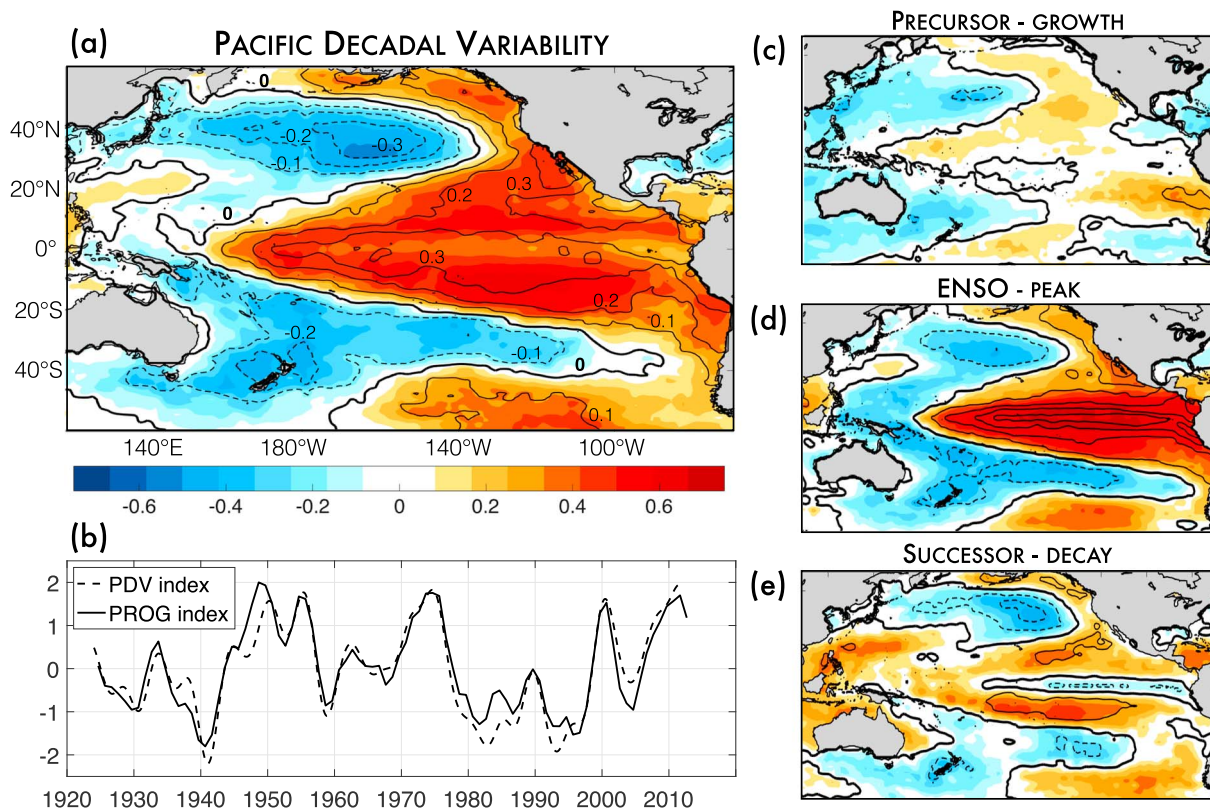 (a) PACIFIC DECADAL VARIABILITY
0
40°N
-0.2
-0.3
-0.1
20°N
0.3
0.2
0
0°
0.3
20°S
0.2
0.1
-0.2
-0.1
0
40°S
0.1
140°E 180°W 140°W 100°W
-0.6 -0.4 -0.2 0 0.2 0.4 0.6
(b)
PDV index
PROG index
2
1
0
-1
-2
1920 1930 1940 1950 1960 1970 1980 1990 2000 2010
PRECURSOR - GROWTH
(c)
ENSO - PEAK
(d)
SUCCESSOR - DECAY
(e)